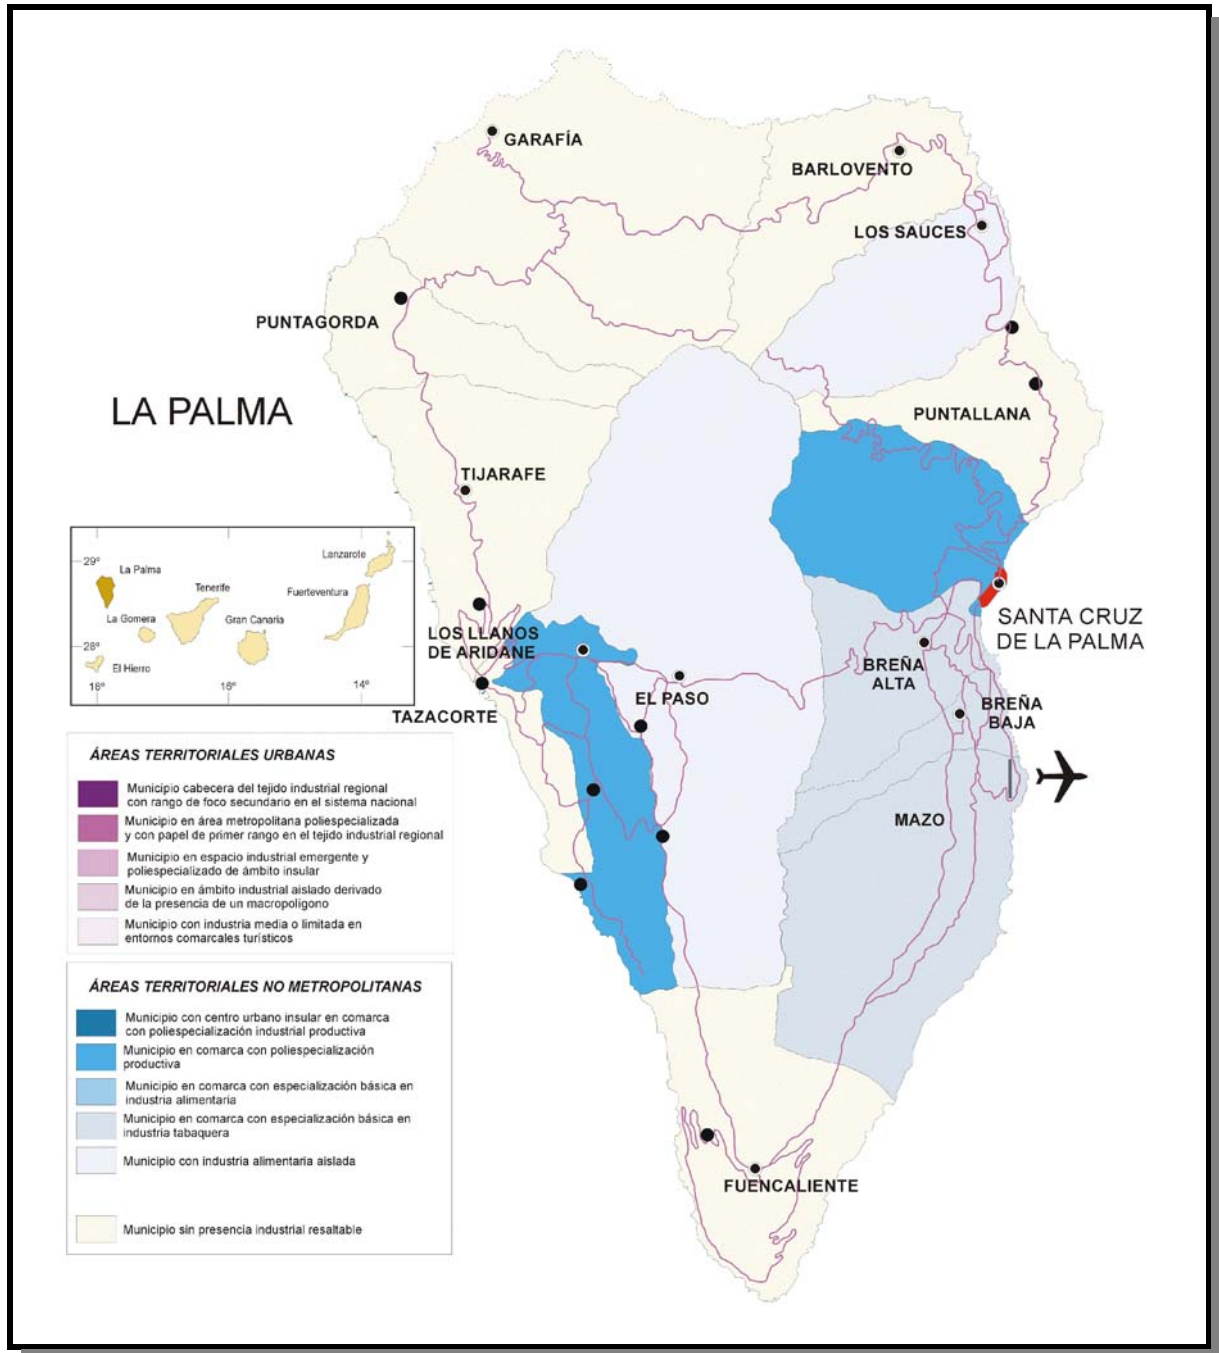 GARAFÍA
BARLOVENTO
LOS SAUCES
PUNTAGORDA
LA PALMA
PUNTALLANA
TIJARAFE
29º
La Palma
Lanzarote
Tenerife
Fuerteventura
La Gomera
Gran Canaria
28º
El Hierro
18º
16º
14º
SANTA CRUZ
DE LA PALMA
LOS LLANOS
DE ARIDANE
BREÑA
ALTA
EL PASO
BREÑA
BAJA
TAZACORTE
MAZO
FUENCALIENTE
ÁREAS TERRITORIALES URBANAS
Municipio cabecera del tejido industrial regional
con rango de foco secundario en el sistema nacional
Municipio en área metropolitana poliespecializada
y con papel de primer rango en el tejido industrial regional
Municipio en espacio industrial emergente y
poliespecializado de ámbito insular
Municipio en ámbito industrial aislado derivado
de la presencia de un macropolígono
Municipio con industria media o limitada en
entornos comarcales turísticos
ÁREAS TERRITORIALES NO METROPOLITANAS
Municipio con centro urbano insular en comarca
con poliespecialización industrial productiva
Municipio en comarca con poliespecialización
productiva
Municipio en comarca con especialización básica en
industria alimentaria
Municipio en comarca con especialización básica en
industria tabaquera
Municipio con industria alimentaria aislada
Municipio sin presencia industrial resaltable